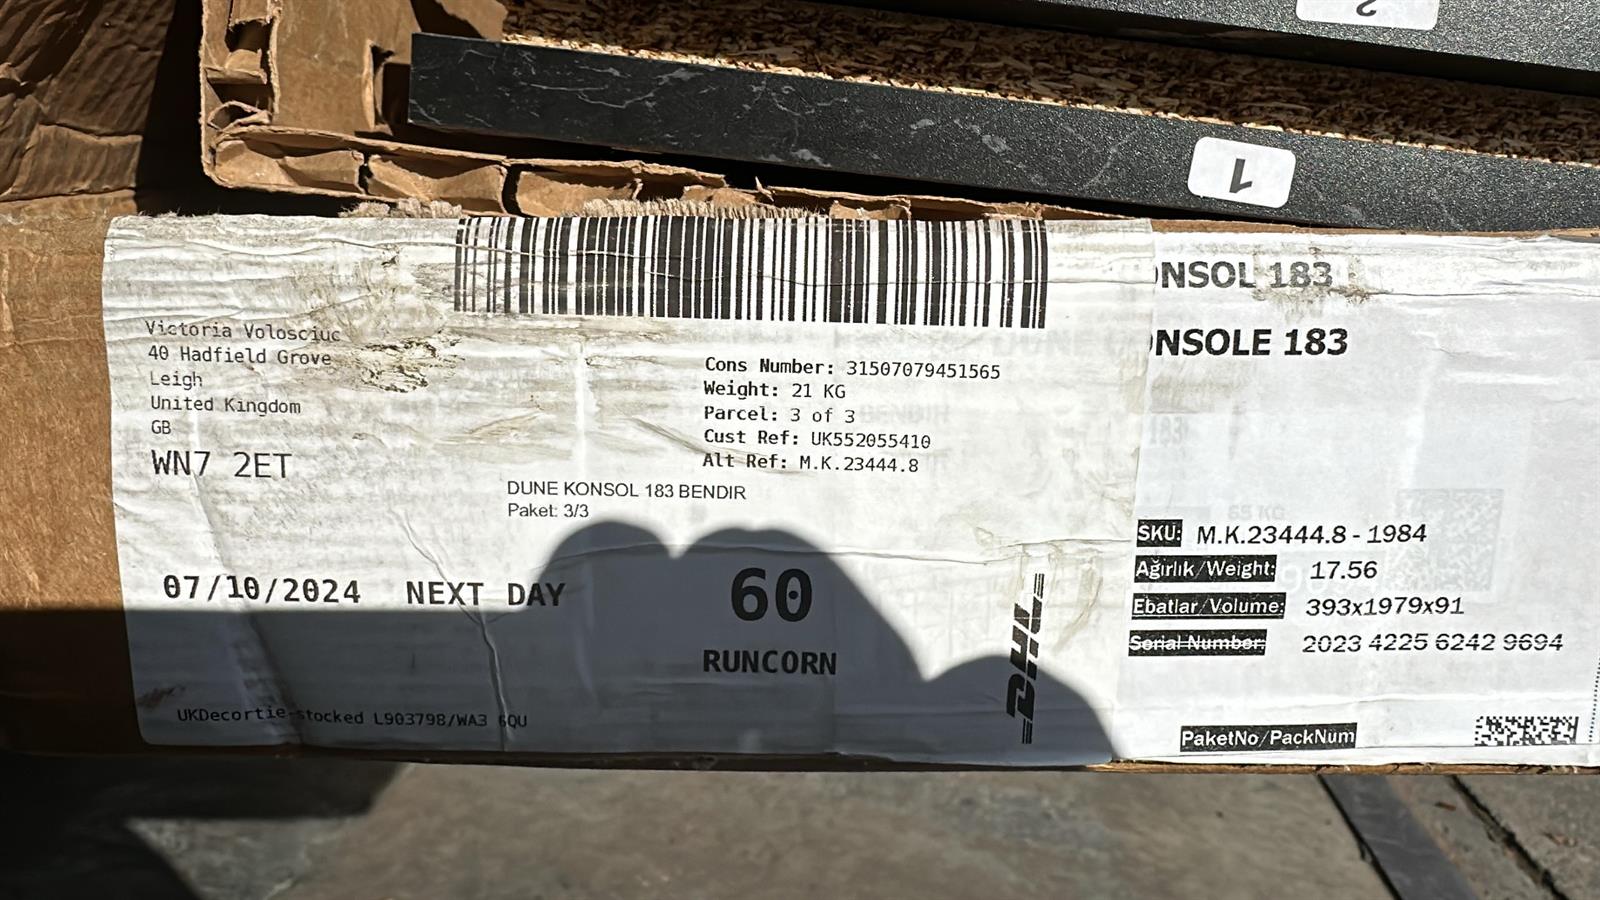 2
1
Victoria Volosciuc
40 Hadfield Grove
Leigh
United Kingdom
GB
WN7 2ET
Cons Number: 31507079451565
Weight: 21 KG
Parcel: 3 of 3
Cust Ref: UK552055410
Alt Ref: M.K.23444.8
DUNE KONSOL 183 BENDIR
Paket: 3/3
07/10/2024 NEXT DAY
60
RUNCORN
UKDecortie-stocked L903798/WA3 6QU
DHL
ONSOL 183
ONSOLE 183
SKU: M.K.23444.8 - 1984
Ağırlık/Weight: 17.56
Ebatlar/Volume: 393x1979x91
Serial Number: 2023 4225 6242 9694
PaketNo/PackNum